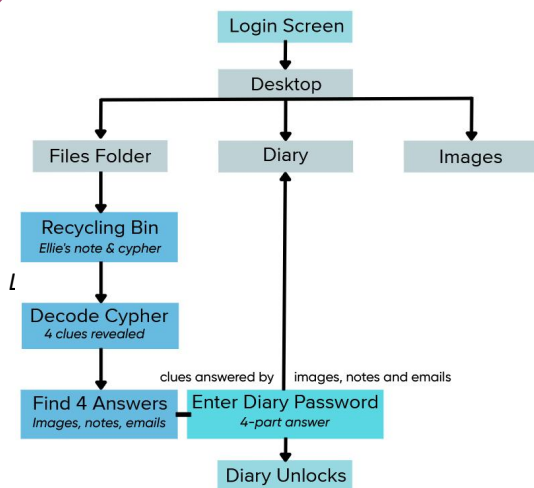 Login Screen
Desktop
Files Folder
Diary
Images
Recycling Bin
Ellie's note & cypher
Decode Cypher
4 clues revealed
clues answered by images, notes and emails
Find 4 Answers
Images, notes, emails
Enter Diary Password
4-part answer
Diary Unlocks